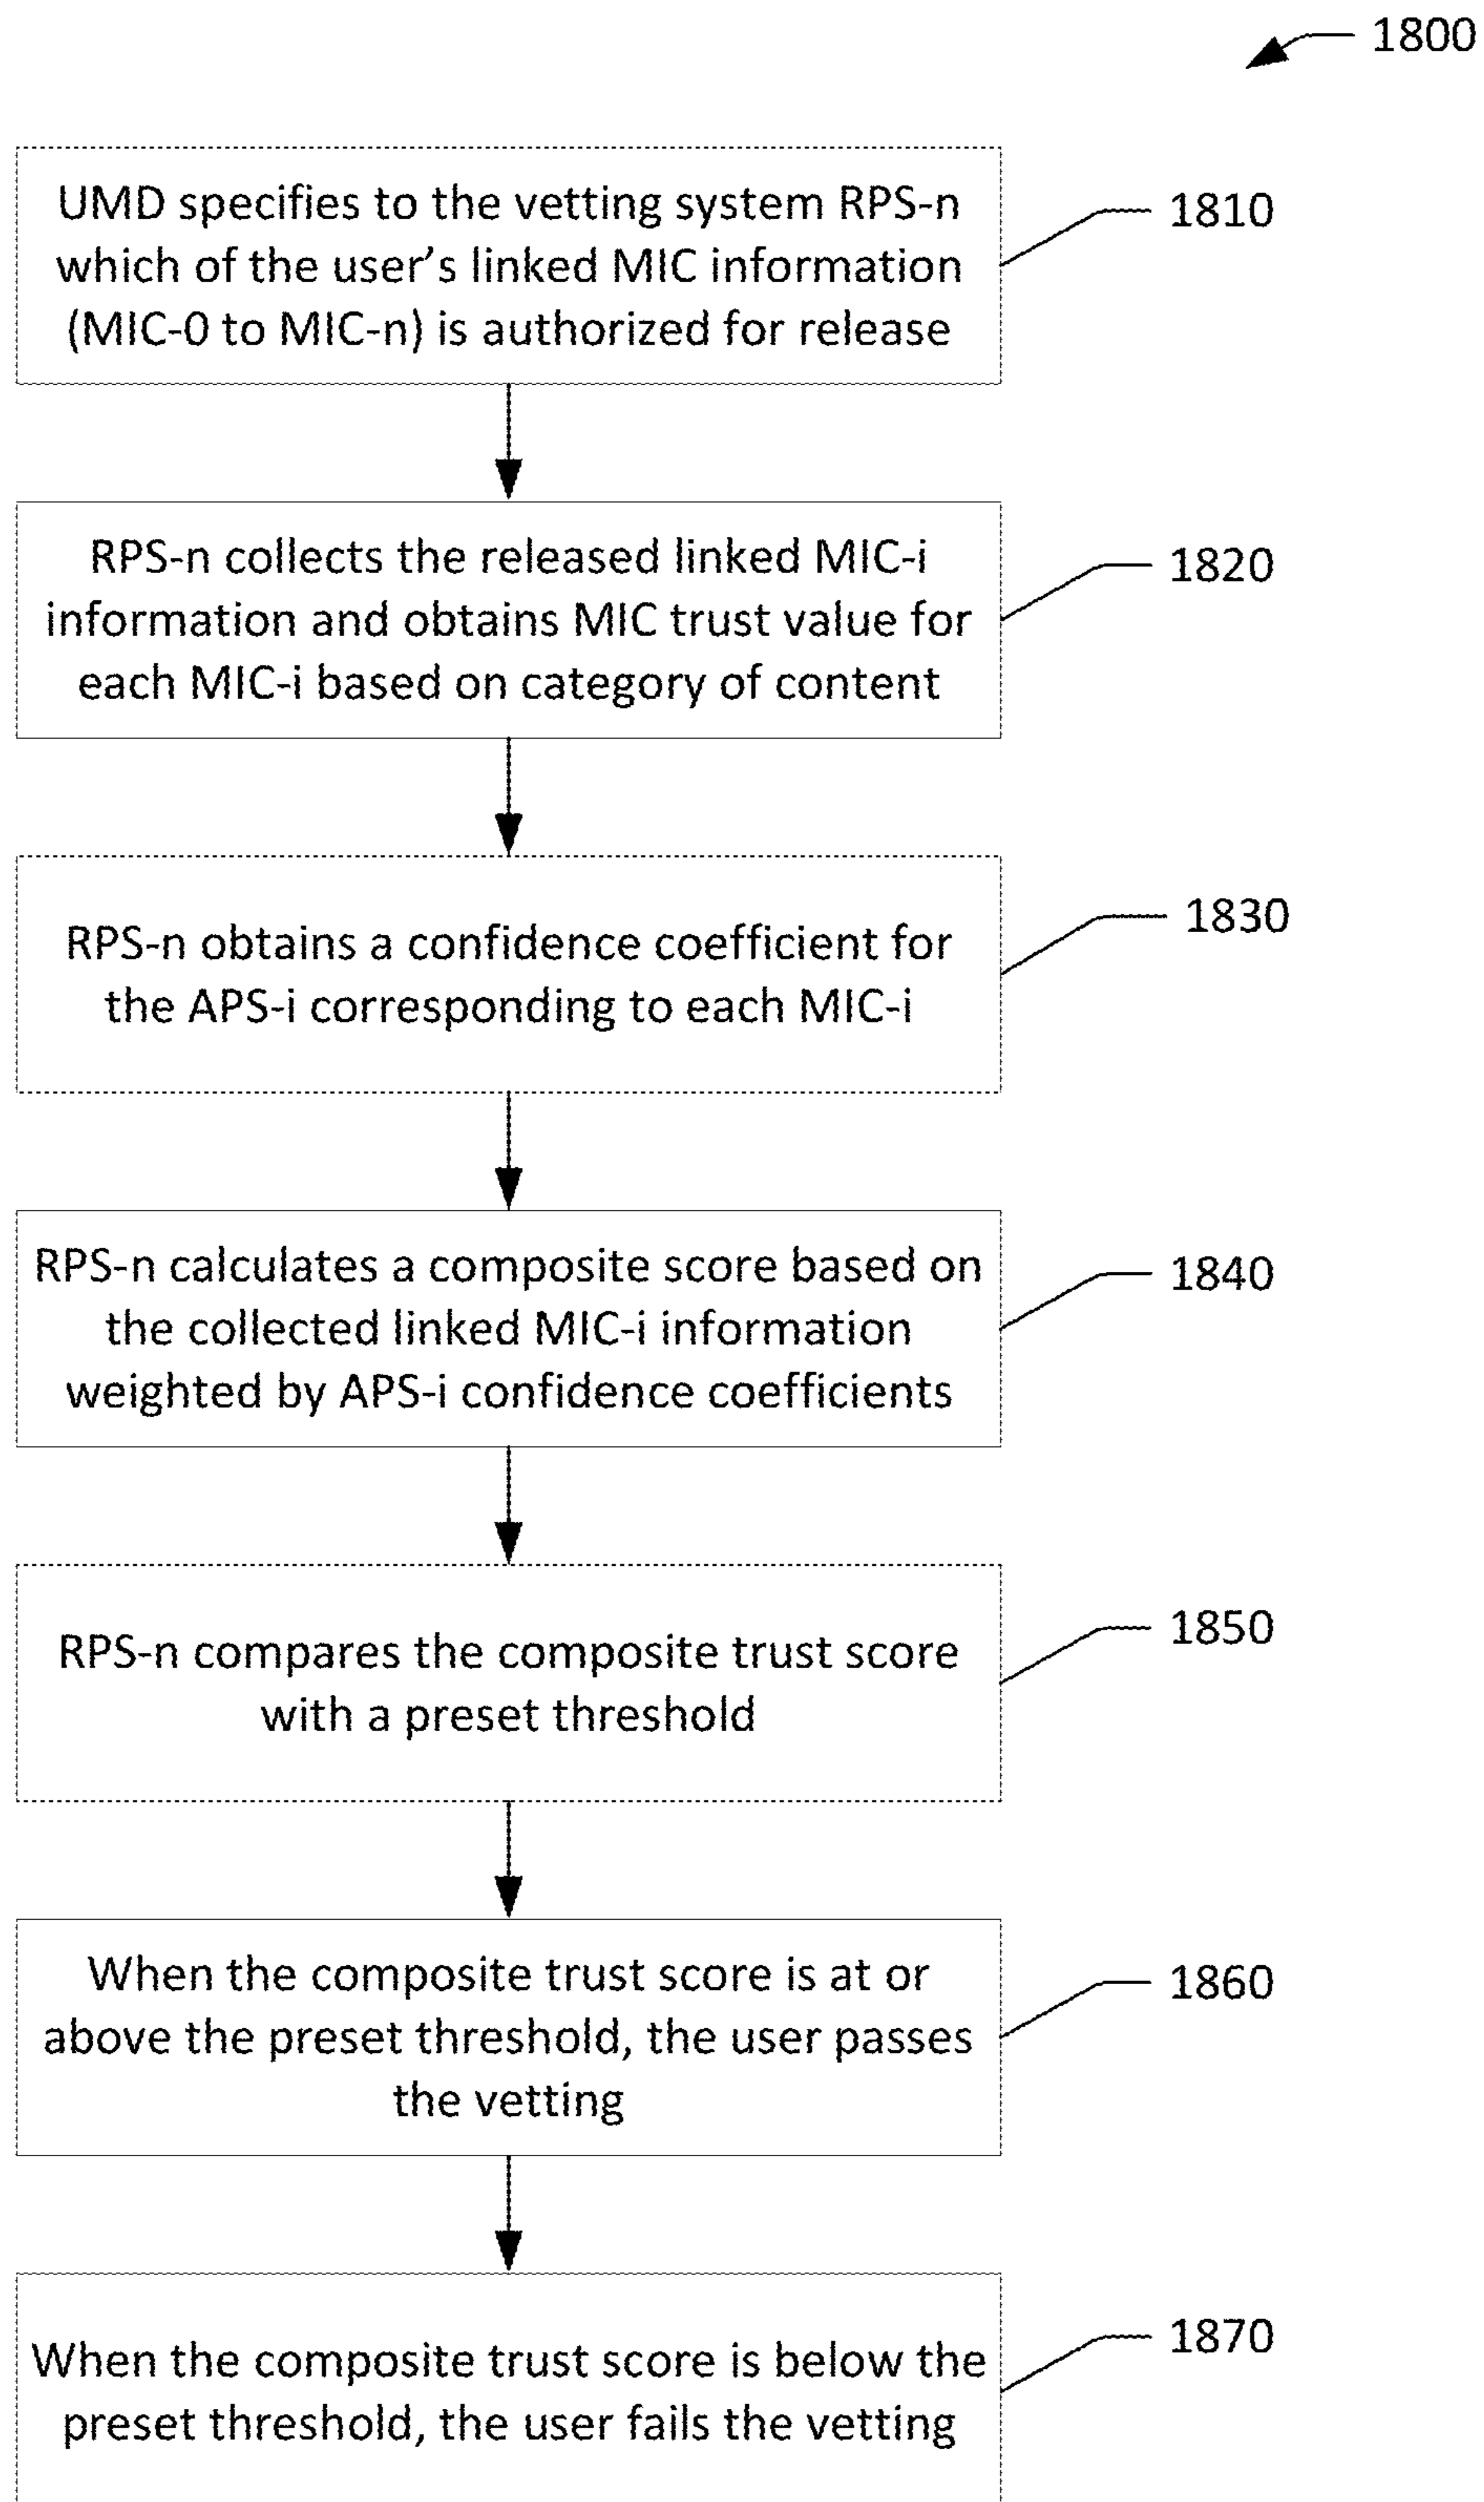 1800
UMD specifies to the vetting system RPS-n
which of the user's linked MIC information
(MIC-0 to MIC-n) is authorized for release
1810
RPS-n collects the released linked MIC-i
information and obtains MIC trust value for
each MIC-i based on category of content
1820
RPS-n obtains a confidence coefficient for
the APS-i corresponding to each MIC-i
1830
RPS-n calculates a composite score based on
the collected linked MIC-i information
weighted by APS-i confidence coefficients
1840
RPS-n compares the composite trust score
with a preset threshold
1850
When the composite trust score is at or
above the preset threshold, the user passes
the vetting
1860
When the composite trust score is below the
preset threshold, the user fails the vetting
1870